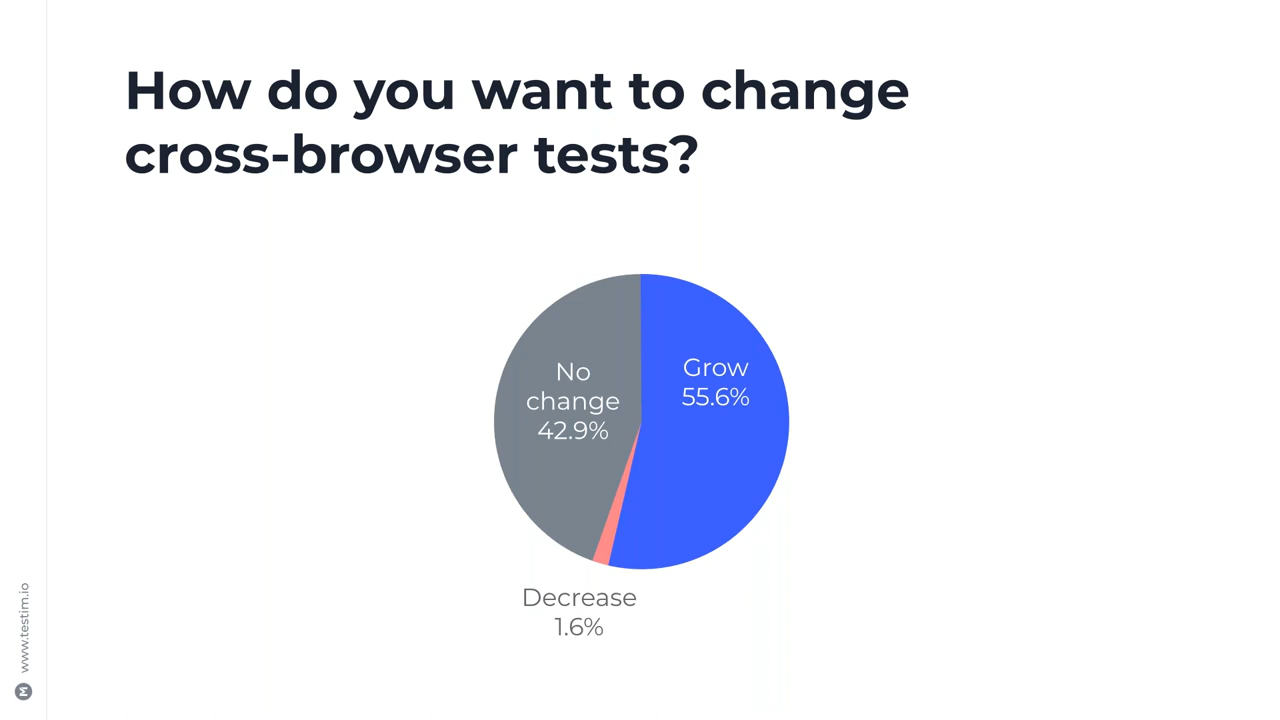 How do you want to change
cross-browser tests?
No
change
42.9%
Grow
55.6%
Decrease
1.6%
www.testim.io